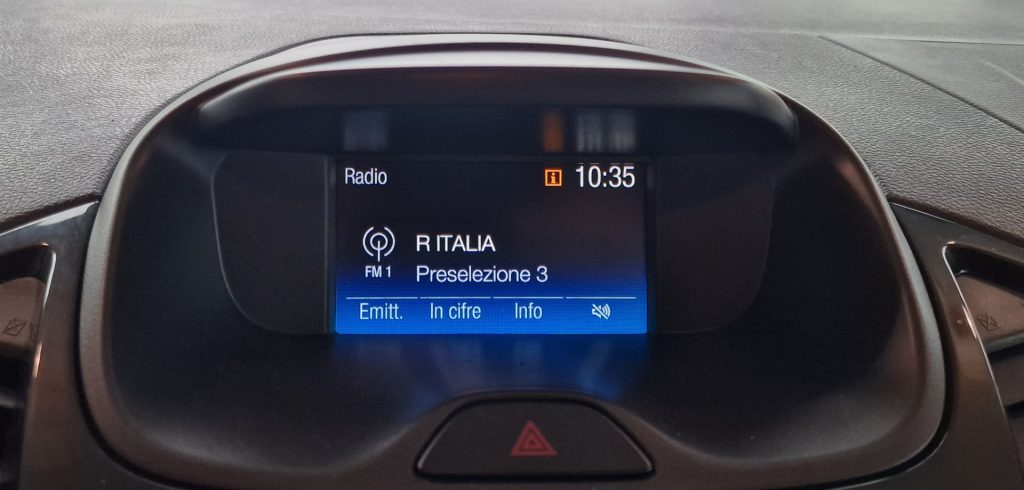 Radio 10:35
R ITALIA
FM 1 Preselezione 3
Emitt. In cifre Info